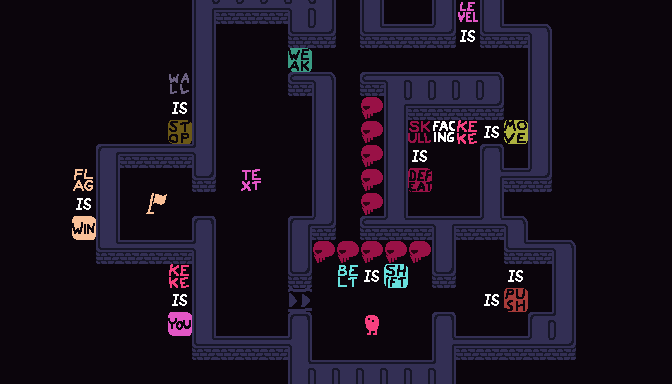 LEVEL
IS
WEAK
WALL
IS
STOP
SKULL FACING KEKE IS MOVE
IS
DEFEAT
FLAG
IS
WIN
TEXT
KEKE
IS
YOU
BELT IS SHIFT
IS
IS PUSH